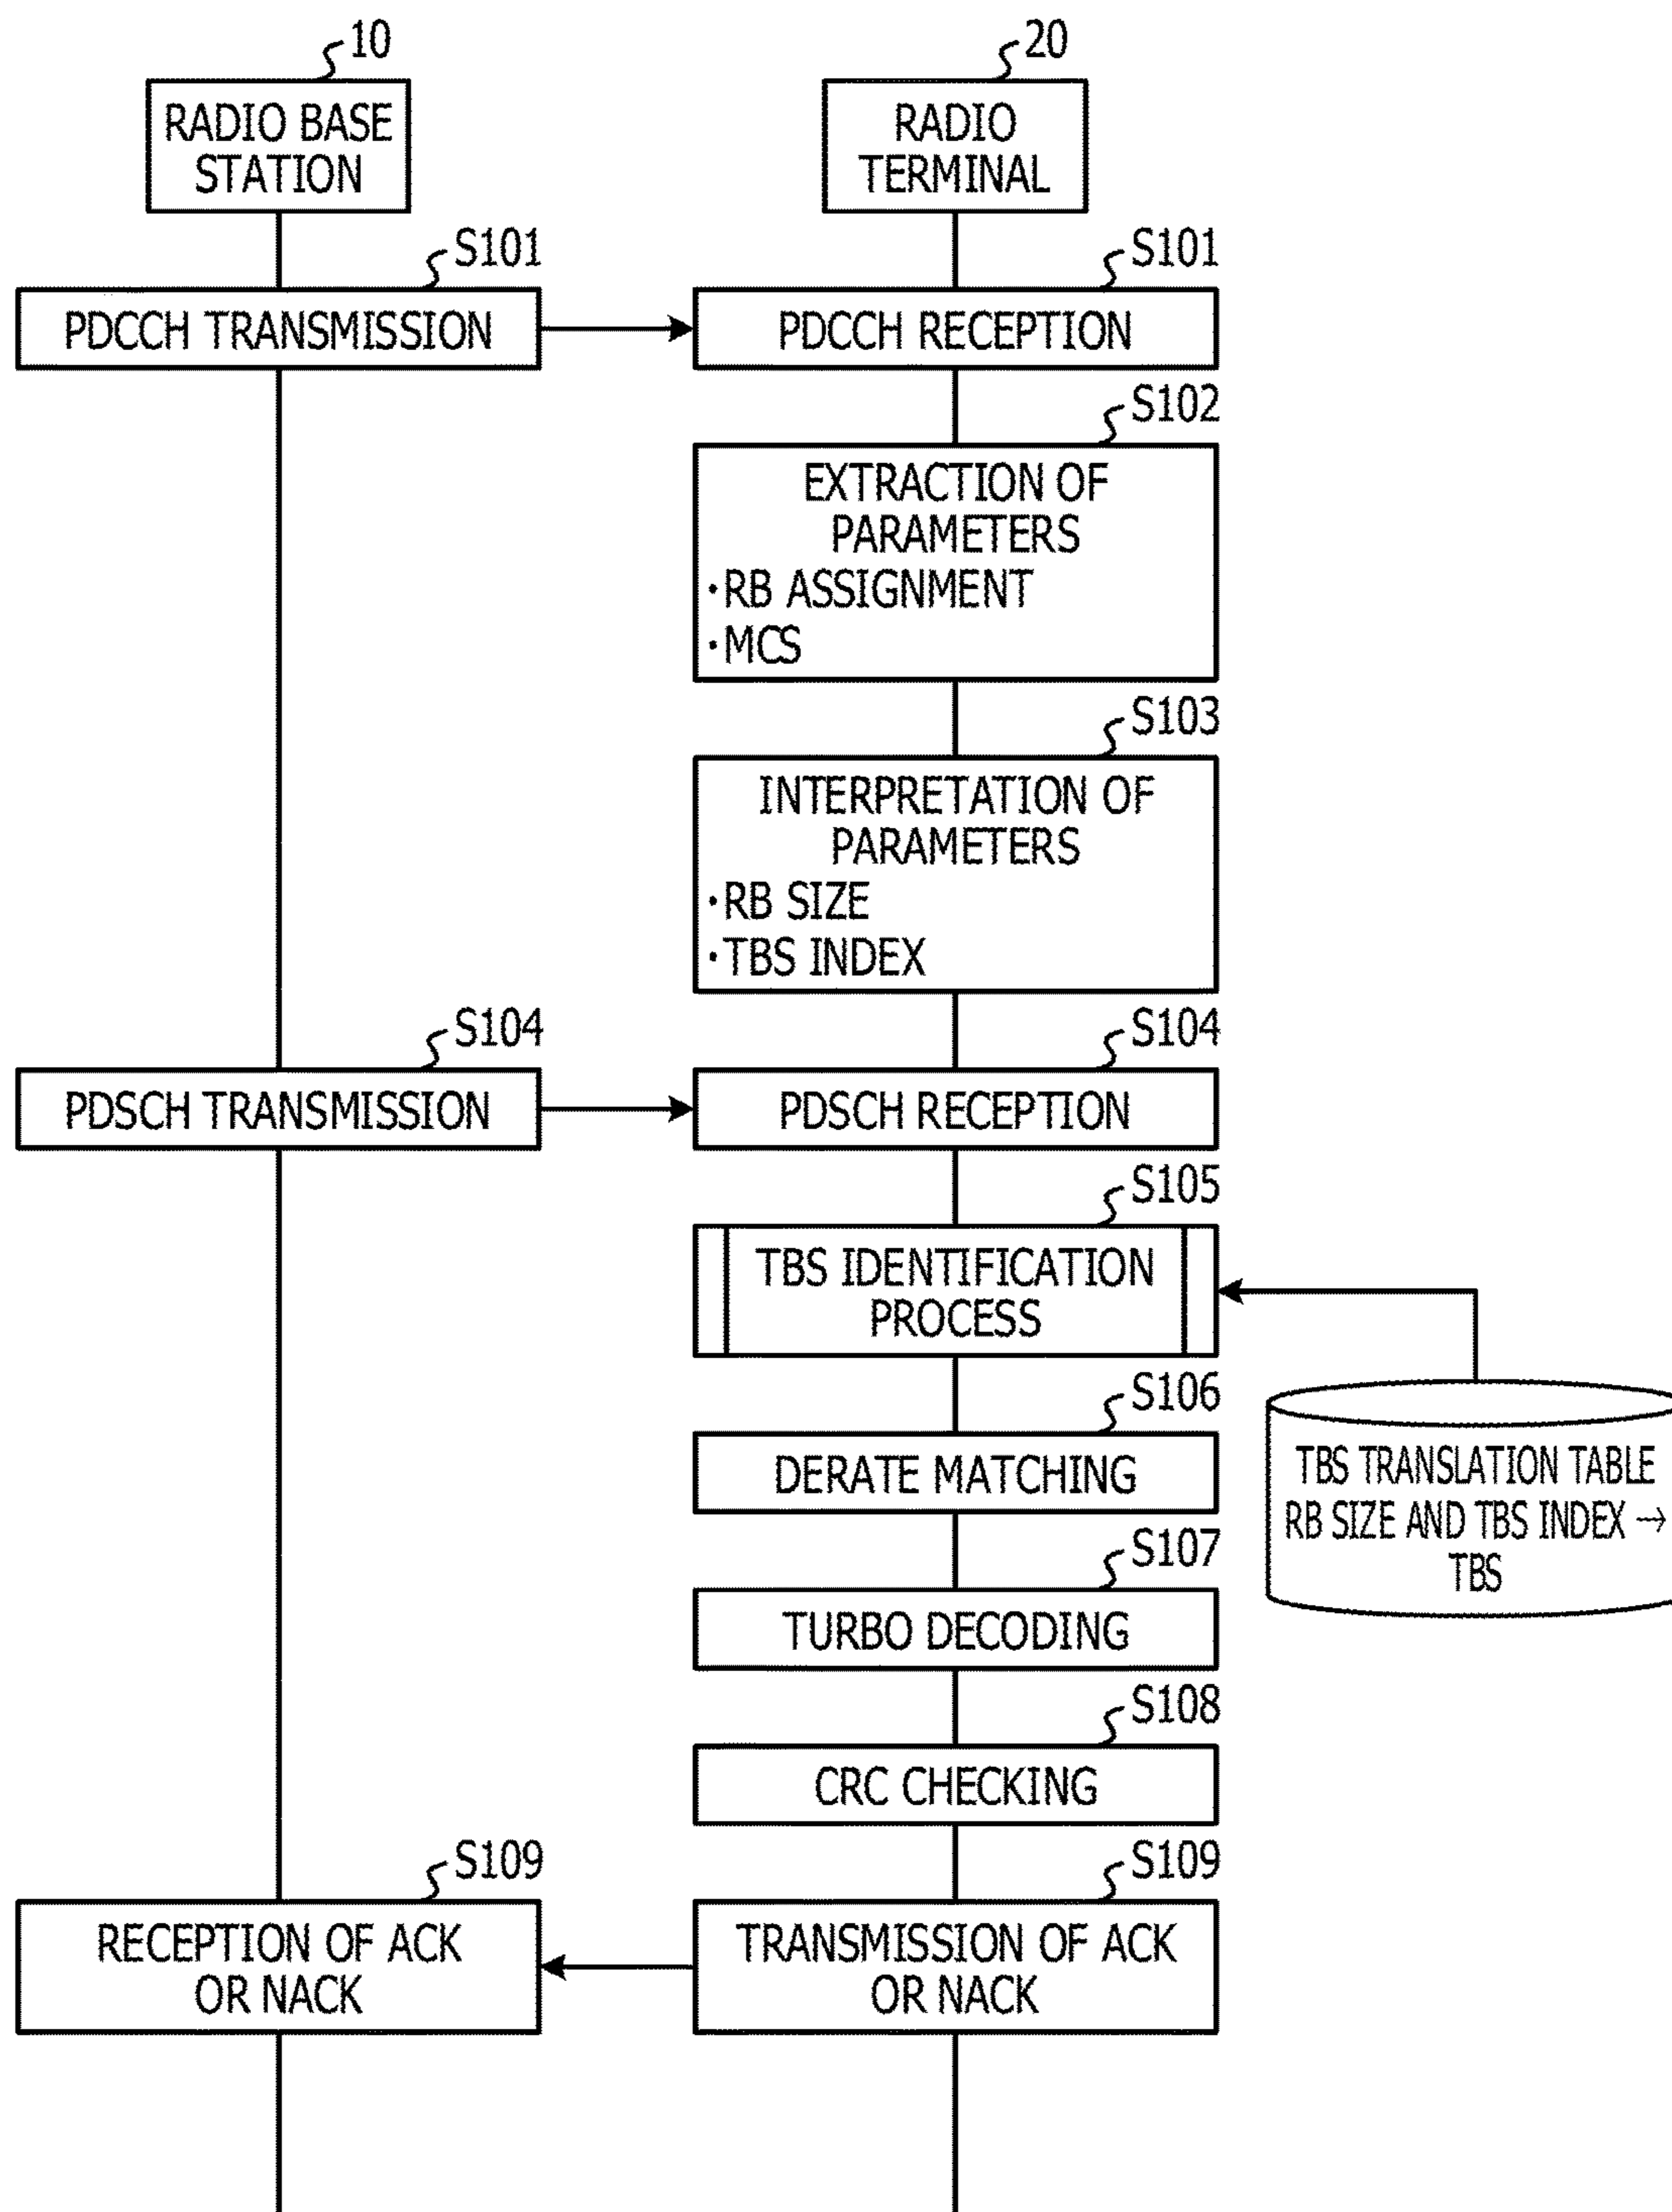 10
20
RADIO BASE
STATION
RADIO
TERMINAL
S101
S101
PDCCH TRANSMISSION
PDCCH RECEPTION
S102
EXTRACTION OF
PARAMETERS
·RB ASSIGNMENT
·MCS
S103
INTERPRETATION OF
PARAMETERS
·RB SIZE
·TBS INDEX
S104
S104
PDSCH TRANSMISSION
PDSCH RECEPTION
S105
TBS IDENTIFICATION
PROCESS
TBS TRANSLATION TABLE
RB SIZE AND TBS INDEX →
TBS
S106
DERATE MATCHING
S107
TURBO DECODING
S108
CRC CHECKING
S109
S109
RECEPTION OF ACK
OR NACK
TRANSMISSION OF ACK
OR NACK